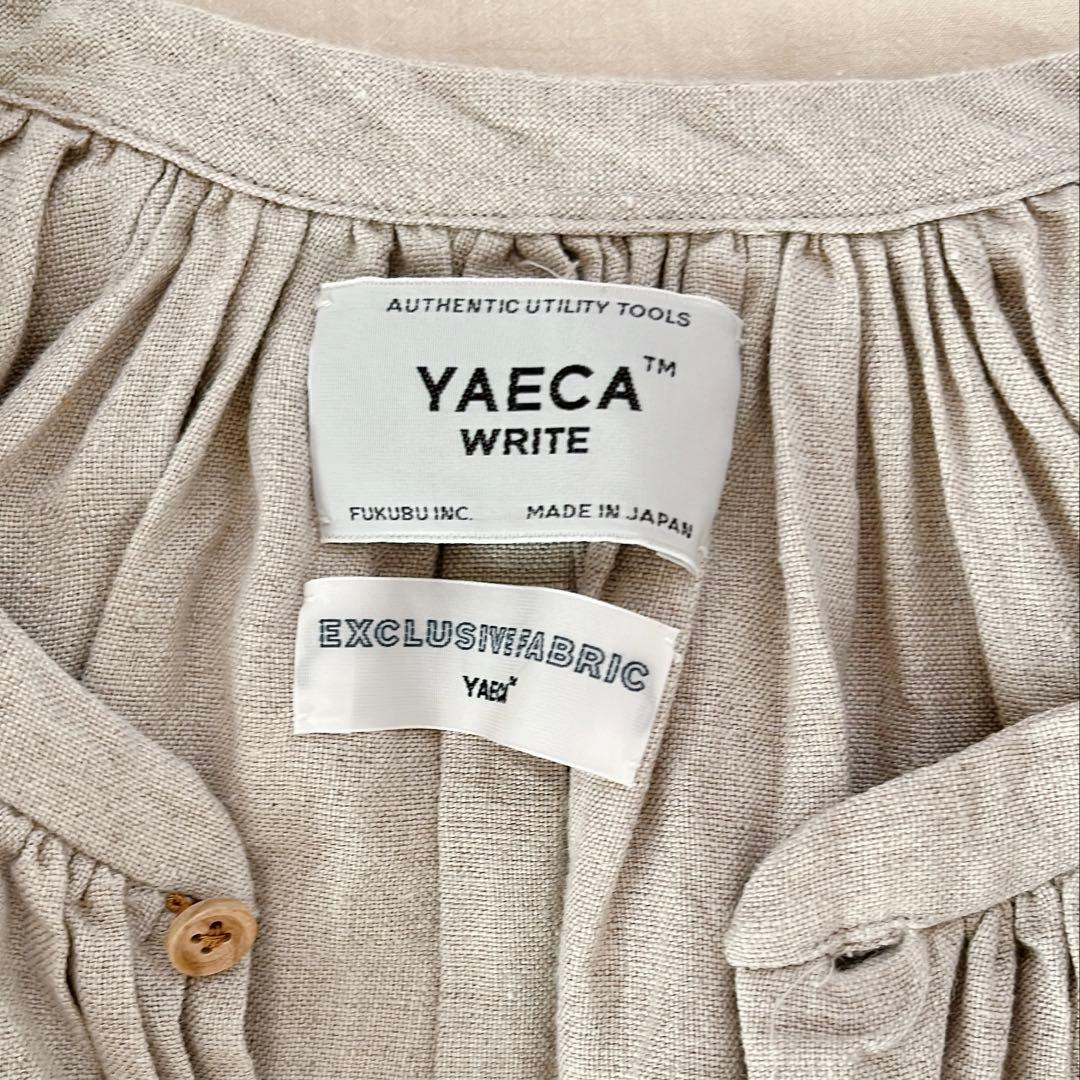 AUTHENTIC UTILITY TOOLS
YAECA™
WRITE
FUKUBU INC. MADE IN JAPAN
EXCLUSIVE FABRIC
YAECA